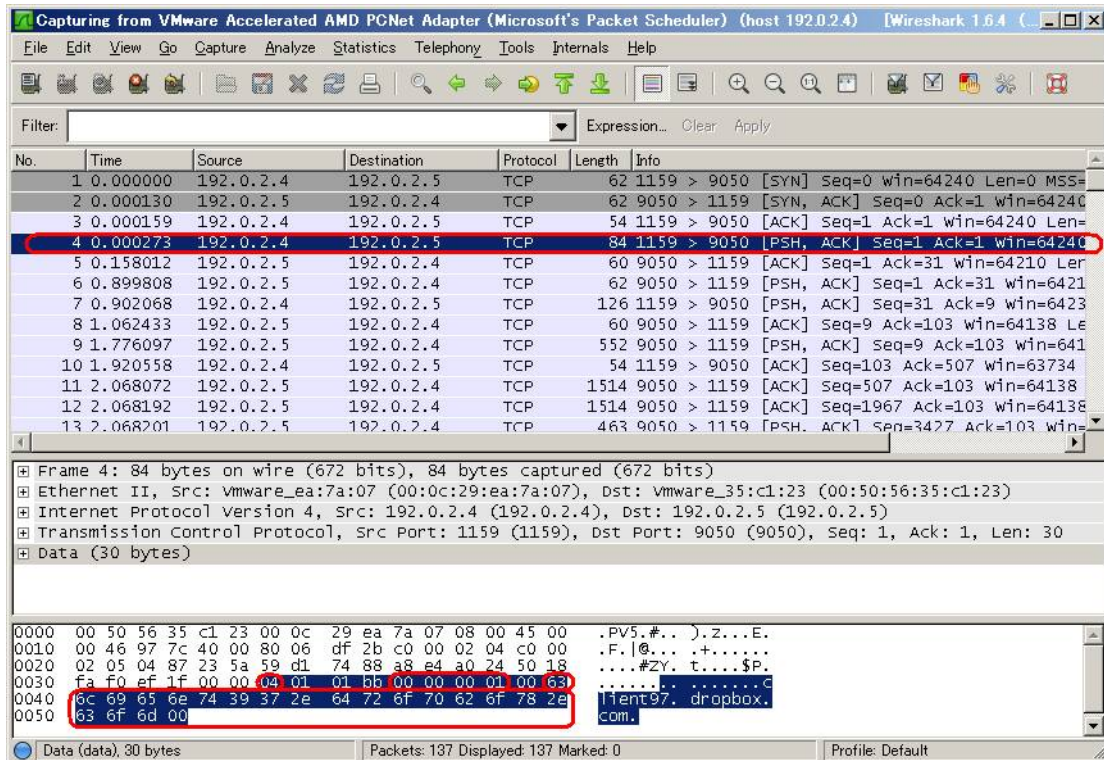 Capturing from VMware Accelerated AMD PCNet Adapter (Microsoft's Packet Scheduler) (host 192.0.2.4) [Wireshark 1.6.4 (...
File Edit View Go Capture Analyze Statistics Telephony Tools Internals Help
Filter: Expression... Clear Apply
No. Time Source Destination Protocol Length Info
1 0.000000 192.0.2.4 192.0.2.5 TCP 62 1159 > 9050 [SYN] Seq=0 Win=64240 Len=0 MSS=
2 0.000130 192.0.2.5 192.0.2.4 TCP 62 9050 > 1159 [SYN, ACK] Seq=0 Ack=1 Win=64240
3 0.000159 192.0.2.4 192.0.2.5 TCP 54 1159 > 9050 [ACK] Seq=1 Ack=1 Win=64240 Len=
4 0.000273 192.0.2.4 192.0.2.5 TCP 84 1159 > 9050 [PSH, ACK] Seq=1 Ack=1 Win=64240
5 0.158012 192.0.2.5 192.0.2.4 TCP 60 9050 > 1159 [ACK] Seq=1 Ack=31 Win=64210 Len
6 0.899808 192.0.2.5 192.0.2.4 TCP 62 9050 > 1159 [PSH, ACK] Seq=1 Ack=31 Win=6421
7 0.902068 192.0.2.4 192.0.2.5 TCP 126 1159 > 9050 [PSH, ACK] Seq=31 Ack=9 Win=6423
8 1.062433 192.0.2.5 192.0.2.4 TCP 60 9050 > 1159 [ACK] Seq=9 Ack=103 Win=64138 Le
9 1.776097 192.0.2.5 192.0.2.4 TCP 552 9050 > 1159 [PSH, ACK] Seq=9 Ack=103 Win=641
10 1.920558 192.0.2.4 192.0.2.5 TCP 54 1159 > 9050 [ACK] Seq=103 Ack=507 Win=63734
11 2.068072 192.0.2.5 192.0.2.4 TCP 1514 9050 > 1159 [ACK] Seq=507 Ack=103 Win=64138
12 2.068192 192.0.2.5 192.0.2.4 TCP 1514 9050 > 1159 [ACK] Seq=1967 Ack=103 Win=64138
13 2.068201 192.0.2.5 192.0.2.4 TCP 463 9050 > 1159 [PSH, ACK] Seq=3427 Ack=103 Win=
Frame 4: 84 bytes on wire (672 bits), 84 bytes captured (672 bits)
Ethernet II, Src: Vmware_ea:7a:07 (00:0c:29:ea:7a:07), Dst: Vmware_35:c1:23 (00:50:56:35:c1:23)
Internet Protocol Version 4, Src: 192.0.2.4 (192.0.2.4), Dst: 192.0.2.5 (192.0.2.5)
Transmission Control Protocol, Src Port: 1159 (1159), Dst Port: 9050 (9050), Seq: 1, Ack: 1, Len: 30
Data (30 bytes)
0000 00 50 56 35 c1 23 00 0c 29 ea 7a 07 08 00 45 00 .PV5.#.. ).z...E.
0010 00 46 97 7c 40 00 80 06 df 2b c0 00 02 04 c0 00 .F.|@... .+......
0020 02 05 04 87 23 5a 59 d1 74 88 a8 e4 a0 24 50 18 ....#ZY. t....$P.
0030 fa f0 ef 1f 00 00 04 01 01 bb 00 00 00 01 00 63 ........ .......c
0040 6c 69 65 6e 74 39 37 2e 64 72 6f 70 62 6f 78 2e lient97. dropbox.
0050 63 6f 6d 00 com.
Data (data), 30 bytes Packets: 137 Displayed: 137 Marked: 0 Profile: Default